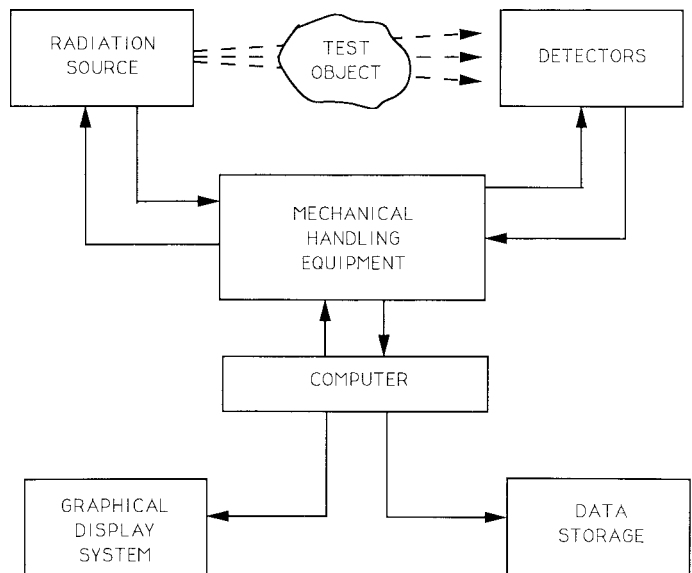 RADIATION
SOURCE
TEST
OBJECT
DETECTORS
MECHANICAL
HANDLING
EQUIPMENT
COMPUTER
GRAPHICAL
DISPLAY
SYSTEM
DATA
STORAGE